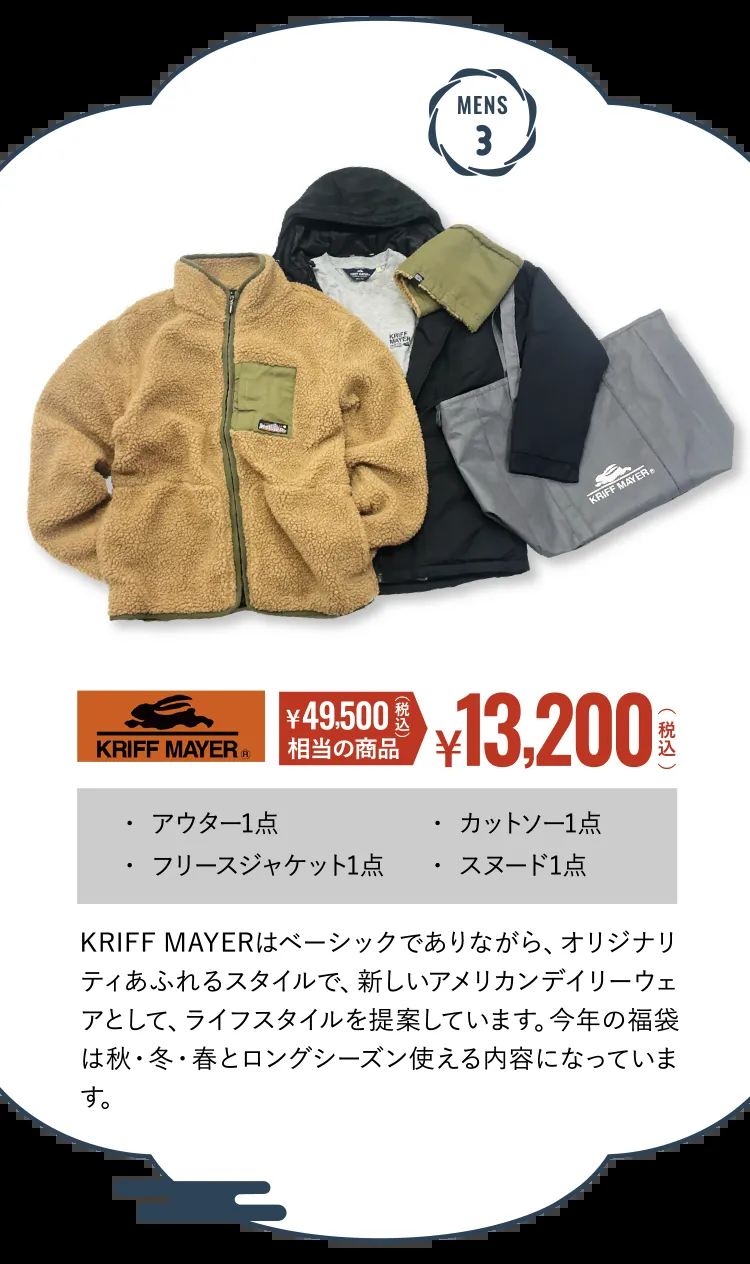 MENS
3
KRIFF MAYER
KRIFF
MAYER
KRIFF MAYER®
KRIFF MAYER®
¥49,500(税込)
相当の商品
¥13,200(税込)
・ アウター1点
・ カットソー1点
・ フリースジャケット1点
・ スヌード1点
KRIFF MAYERはベーシックでありながら、オリジナリ
ティあふれるスタイルで、新しいアメリカンデイリーウェ
アとして、ライフスタイルを提案しています。今年の福袋
は秋・冬・春とロングシーズン使える内容になっていま
す。